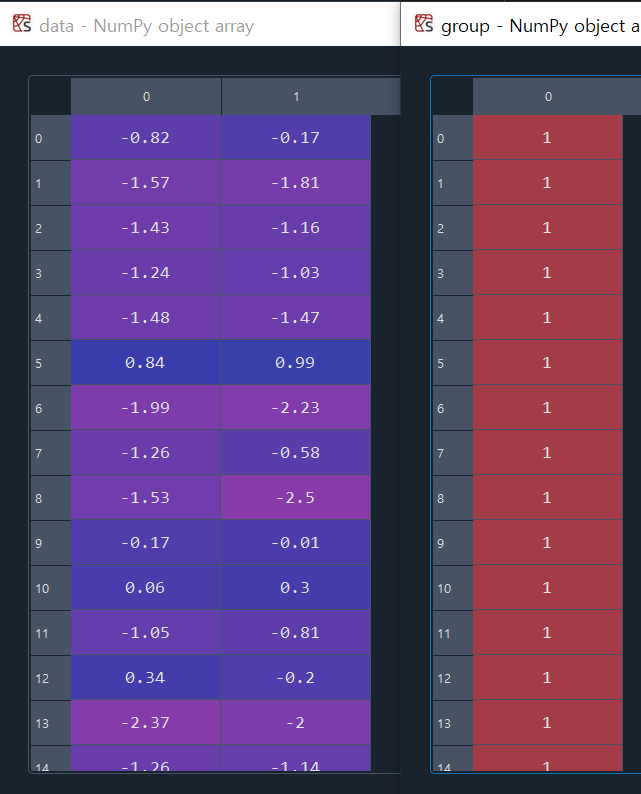 data - NumPy object array
group - NumPy object a
0 1 0
0 -0.82 -0.17 0 1
1 -1.57 -1.81 1 1
2 -1.43 -1.16 2 1
3 -1.24 -1.03 3 1
4 -1.48 -1.47 4 1
5 0.84 0.99 5 1
6 -1.99 -2.23 6 1
7 -1.26 -0.58 7 1
8 -1.53 -2.5 8 1
9 -0.17 -0.01 9 1
10 0.06 0.3 10 1
11 -1.05 -0.81 11 1
12 0.34 -0.2 12 1
13 -2.37 -2 13 1
14 -1.26 -1.14 14 1